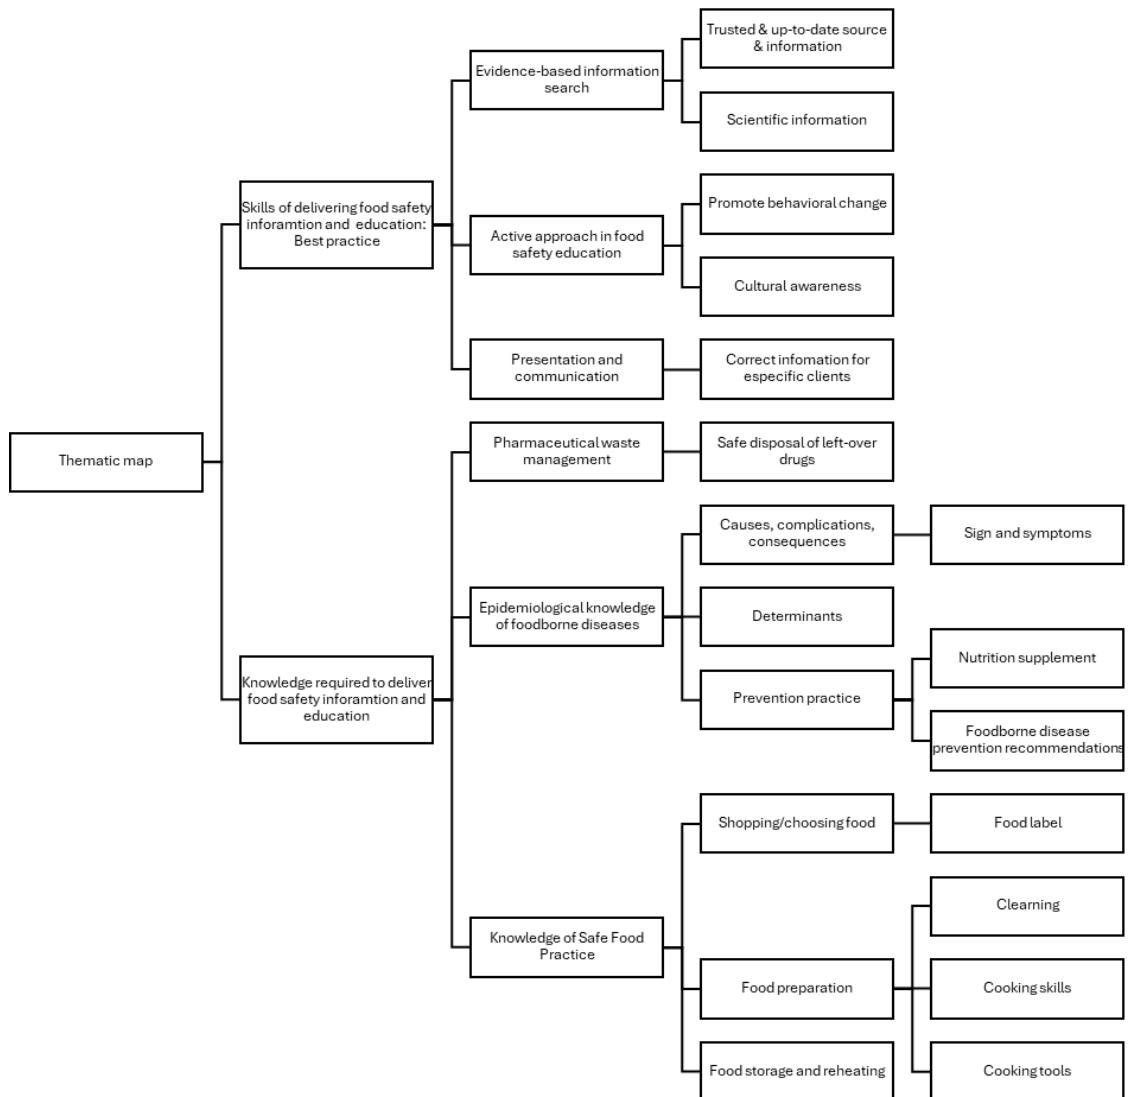 Thematic map
Skills of delivering food safety
inforamtion and education:
Best practice
Evidence-based information
search
Trusted & up-to-date source
& information
Scientific information
Active approach in food
safety education
Promote behavioral change
Cultural awareness
Presentation and
communication
Correct infomation for
especific clients
Knowledge required to deliver
food safety inforamtion and
education
Pharmaceutical waste
management
Safe disposal of left-over
drugs
Epidemiological knowledge
of foodborne diseases
Causes, complications,
consequences
Sign and symptoms
Determinants
Prevention practice
Nutrition supplement
Foodborne disease
prevention recommendations
Knowledge of Safe Food
Practice
Shopping/choosing food
Food label
Food preparation
Clearning
Cooking skills
Cooking tools
Food storage and reheating